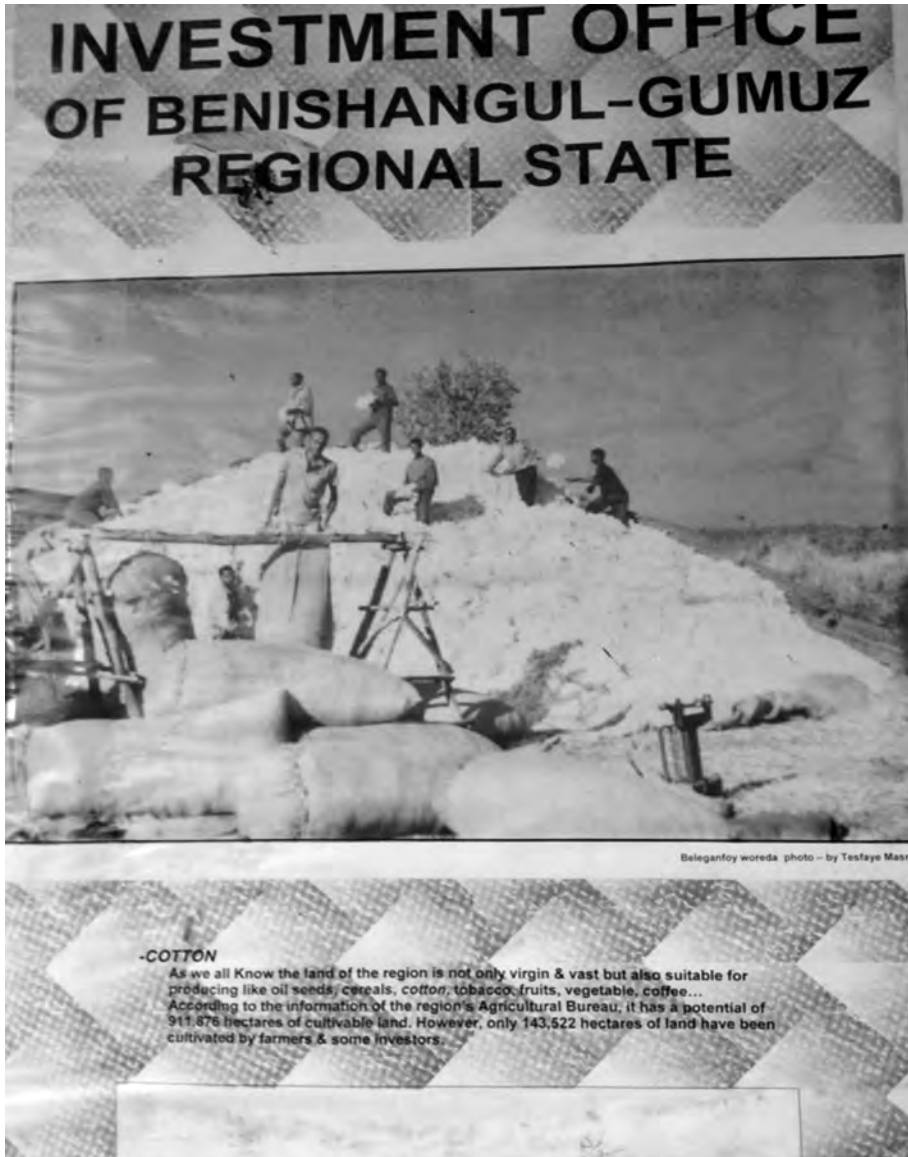 INVESTMENT OFFICE
OF BENISHANGUL-GUMUZ
REGIONAL STATE
Beleganfoy woreda photo – by Tesfaye
-COTTON
As we all Know the land of the region is not only virgin & vast but also suitable for
producing like oil seeds, cereals, cotton, tobacco, fruits, vegetable, coffee...
According to the information of the region's Agricultural Bureau, it has a potential of
911,876 hectares of cultivable land. However, only 143,522 hectares of land have been
cultivated by farmers & some investors.